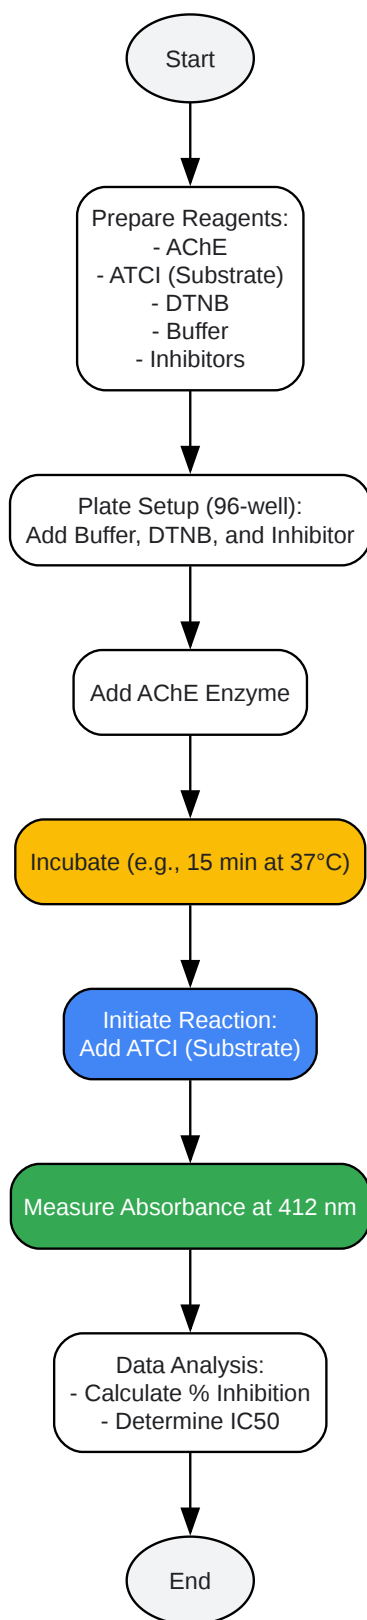 Start
Prepare Reagents:
- AChE
- ATCI (Substrate)
- DTNB
- Buffer
- Inhibitors
Plate Setup (96-well):
Add Buffer, DTNB, and Inhibitor
Add AChE Enzyme
Incubate (e.g., 15 min at 37°C)
Initiate Reaction:
Add ATCI (Substrate)
Measure Absorbance at 412 nm
Data Analysis:
- Calculate % Inhibition
- Determine IC50
End